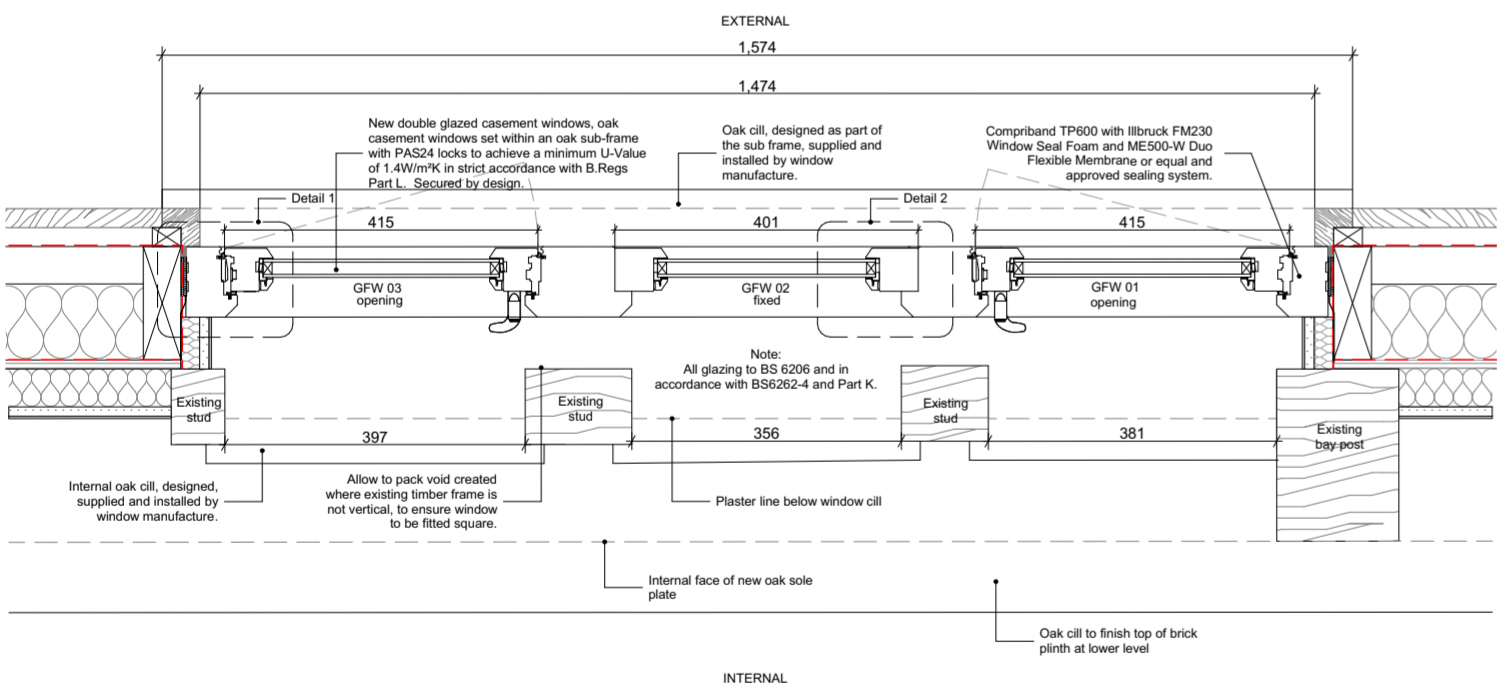 EXTERNAL
1,574
1,474
New double glazed casement windows, oak
casement windows set within an oak sub-frame
with PAS24 locks to achieve a minimum U-Value
of 1.4W/m²K in strict accordance with B.Regs
Part L. Secured by design.
Oak cill, designed as part of
the sub frame, supplied and
installed by window
manufacture.
Compriband TP600 with Illbruck FM230
Window Seal Foam and ME500-W Duo
Flexible Membrane or equal and
approved sealing system.
Detail 1
Detail 2
415
401
415
GFW 03
opening
GFW 02
fixed
GFW 01
opening
Note:
All glazing to BS 6206 and in
accordance with BS6262-4 and Part K.
Existing
stud
Existing
stud
Existing
stud
Existing
bay post
397
356
381
Internal oak cill, designed,
supplied and installed by
window manufacture.
Allow to pack void created
where existing timber frame is
not vertical, to ensure window
to be fitted square.
Plaster line below window cill
Internal face of new oak sole
plate
Oak cill to finish top of brick
plinth at lower level
INTERNAL